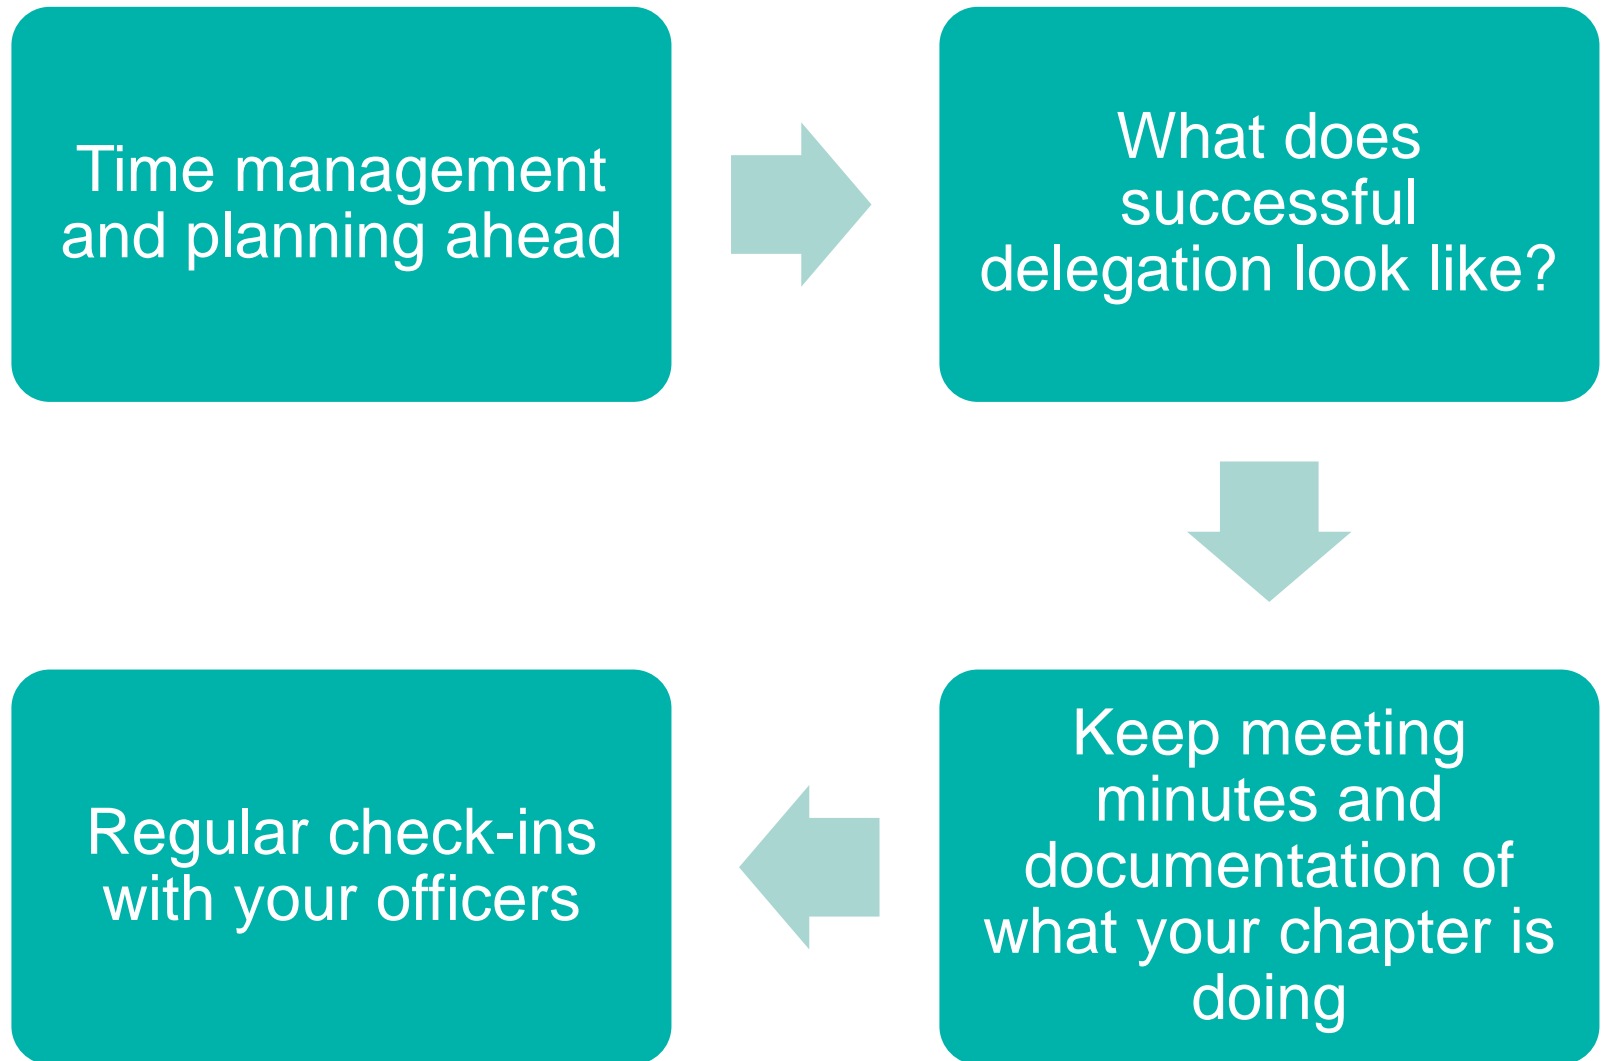 Time management
and planning ahead
What does
successful
delegation look like?
Keep meeting
minutes and
documentation of
what your chapter is
doing
Regular check-ins
with your officers